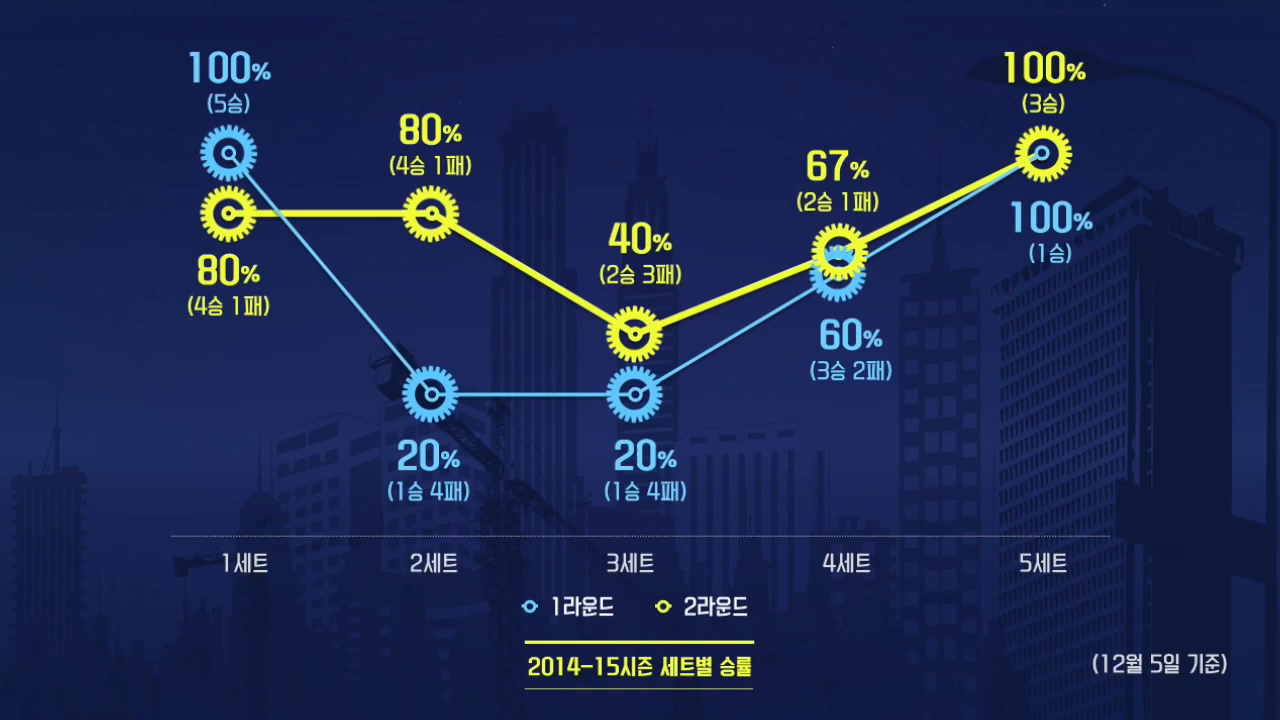 100%
(5승)
80%
(4승 1패)
80%
(4승 1패)
20%
(1승 4패)
40%
(2승 3패)
20%
(1승 4패)
67%
(2승 1패)
60%
(3승 2패)
100%
(3승)
100%
(1승)
1세트 2세트 3세트 4세트 5세트
1라운드 2라운드
2014-15시즌 세트별 승률
(12월 5일 기준)